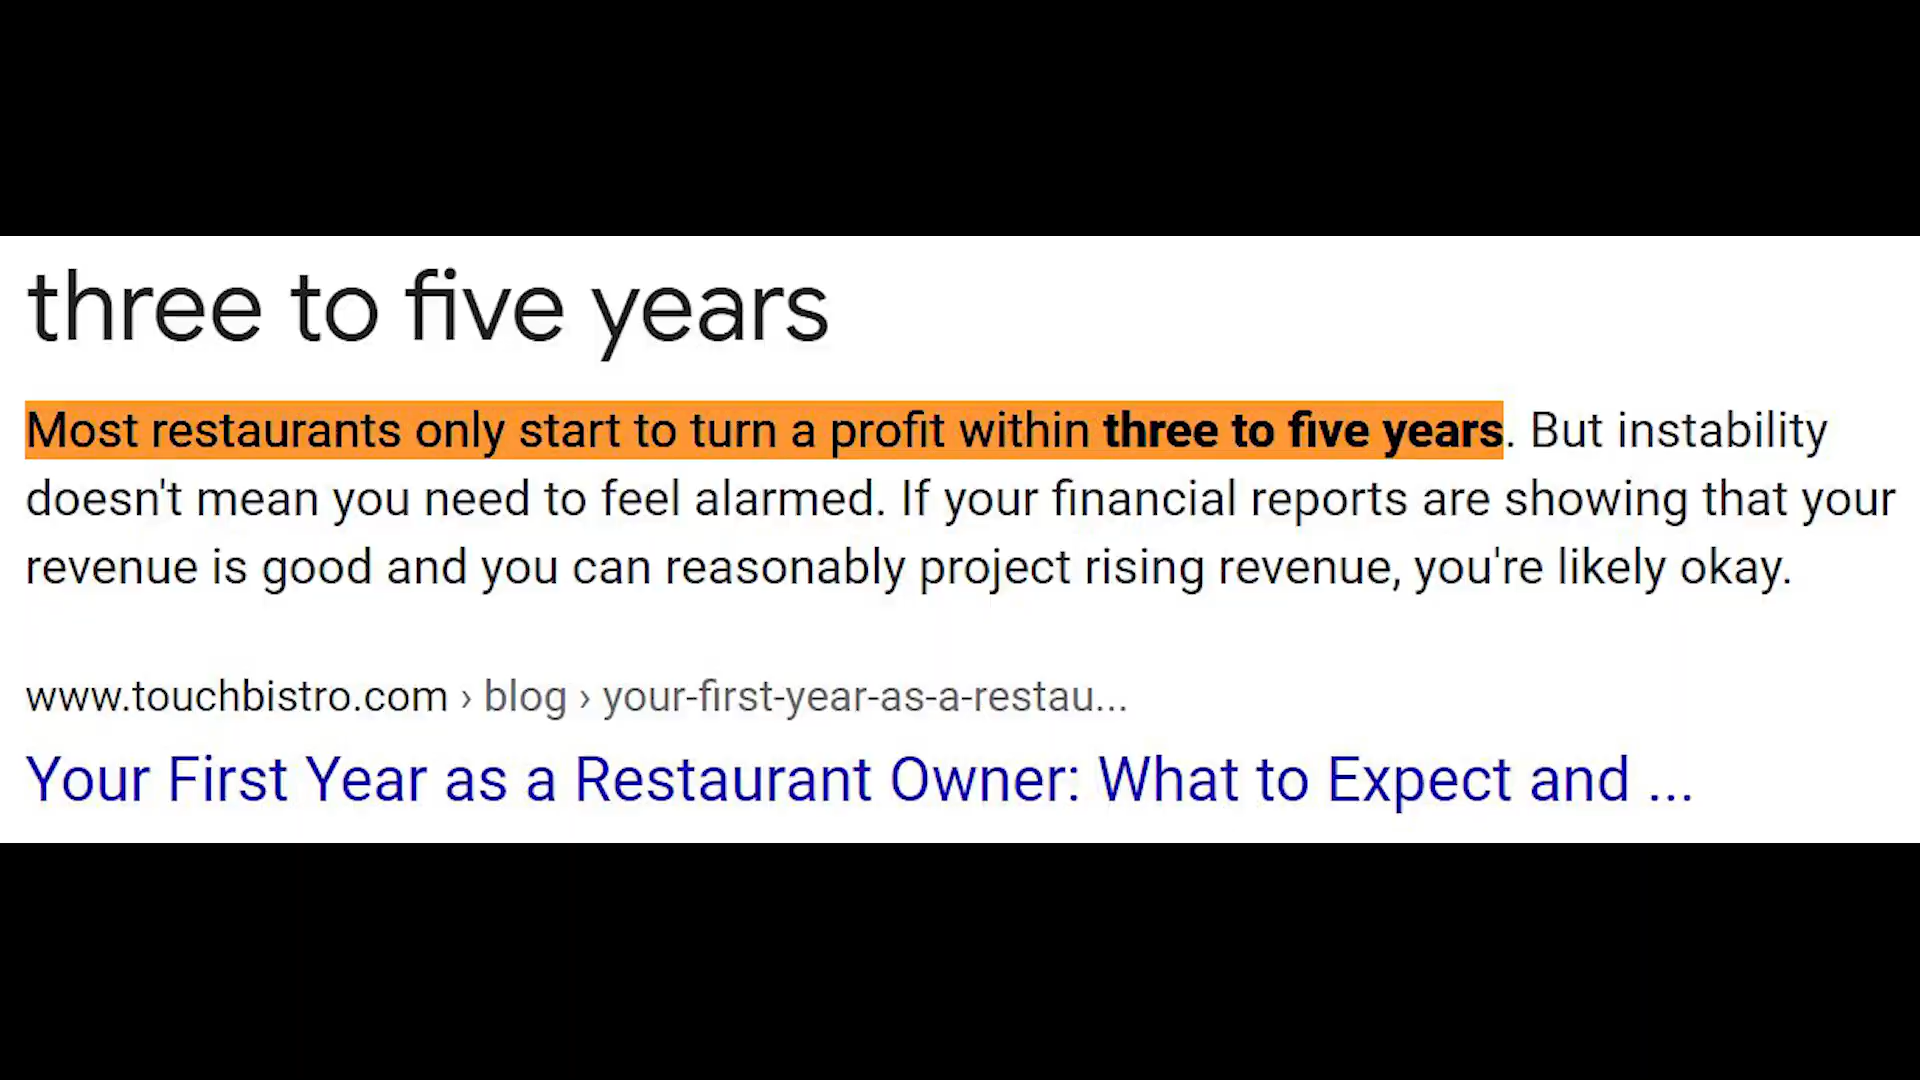 three to five years
Most restaurants only start to turn a profit within three to five years. But instability
doesn't mean you need to feel alarmed. If your financial reports are showing that your
revenue is good and you can reasonably project rising revenue, you're likely okay.
www.touchbistro.com › blog › your-first-year-as-a-restau...
Your First Year as a Restaurant Owner: What to Expect and ...